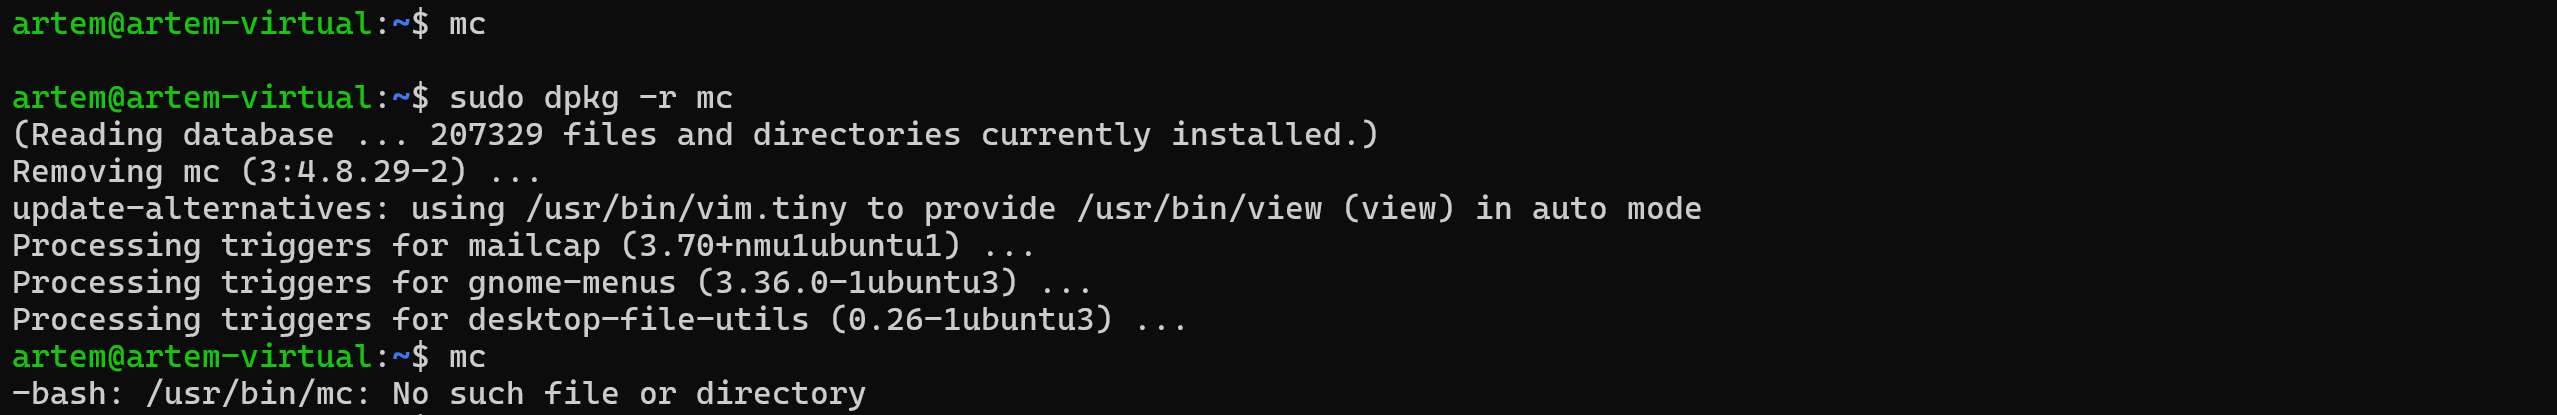 artem@artem-virtual:~$ mc
artem@artem-virtual:~$ sudo dpkg -r mc
(Reading database ... 207329 files and directories currently installed.)
Removing mc (3:4.8.29-2) ...
update-alternatives: using /usr/bin/vim.tiny to provide /usr/bin/view (view) in auto mode
Processing triggers for mailcap (3.70+nmu1ubuntu1) ...
Processing triggers for gnome-menus (3.36.0-1ubuntu3) ...
Processing triggers for desktop-file-utils (0.26-1ubuntu3) ...
artem@artem-virtual:~$ mc
-bash: /usr/bin/mc: No such file or directory